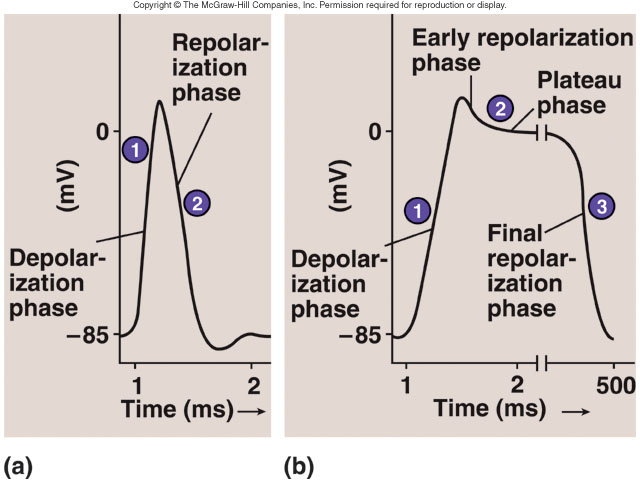 Copyright © The McGraw-Hill Companies, Inc. Permission required for reproduction or display.
Repolar-
ization
phase
0
1
(mV)
2
Depolar-
ization
phase
–85
1
2
Time (ms)
(a)
Early repolarization
phase
Plateau
phase
2
0
(mV)
1
3
Depolar-
ization
phase
Final
repolar-
ization
phase
–85
1
2
500
Time (ms)
(b)